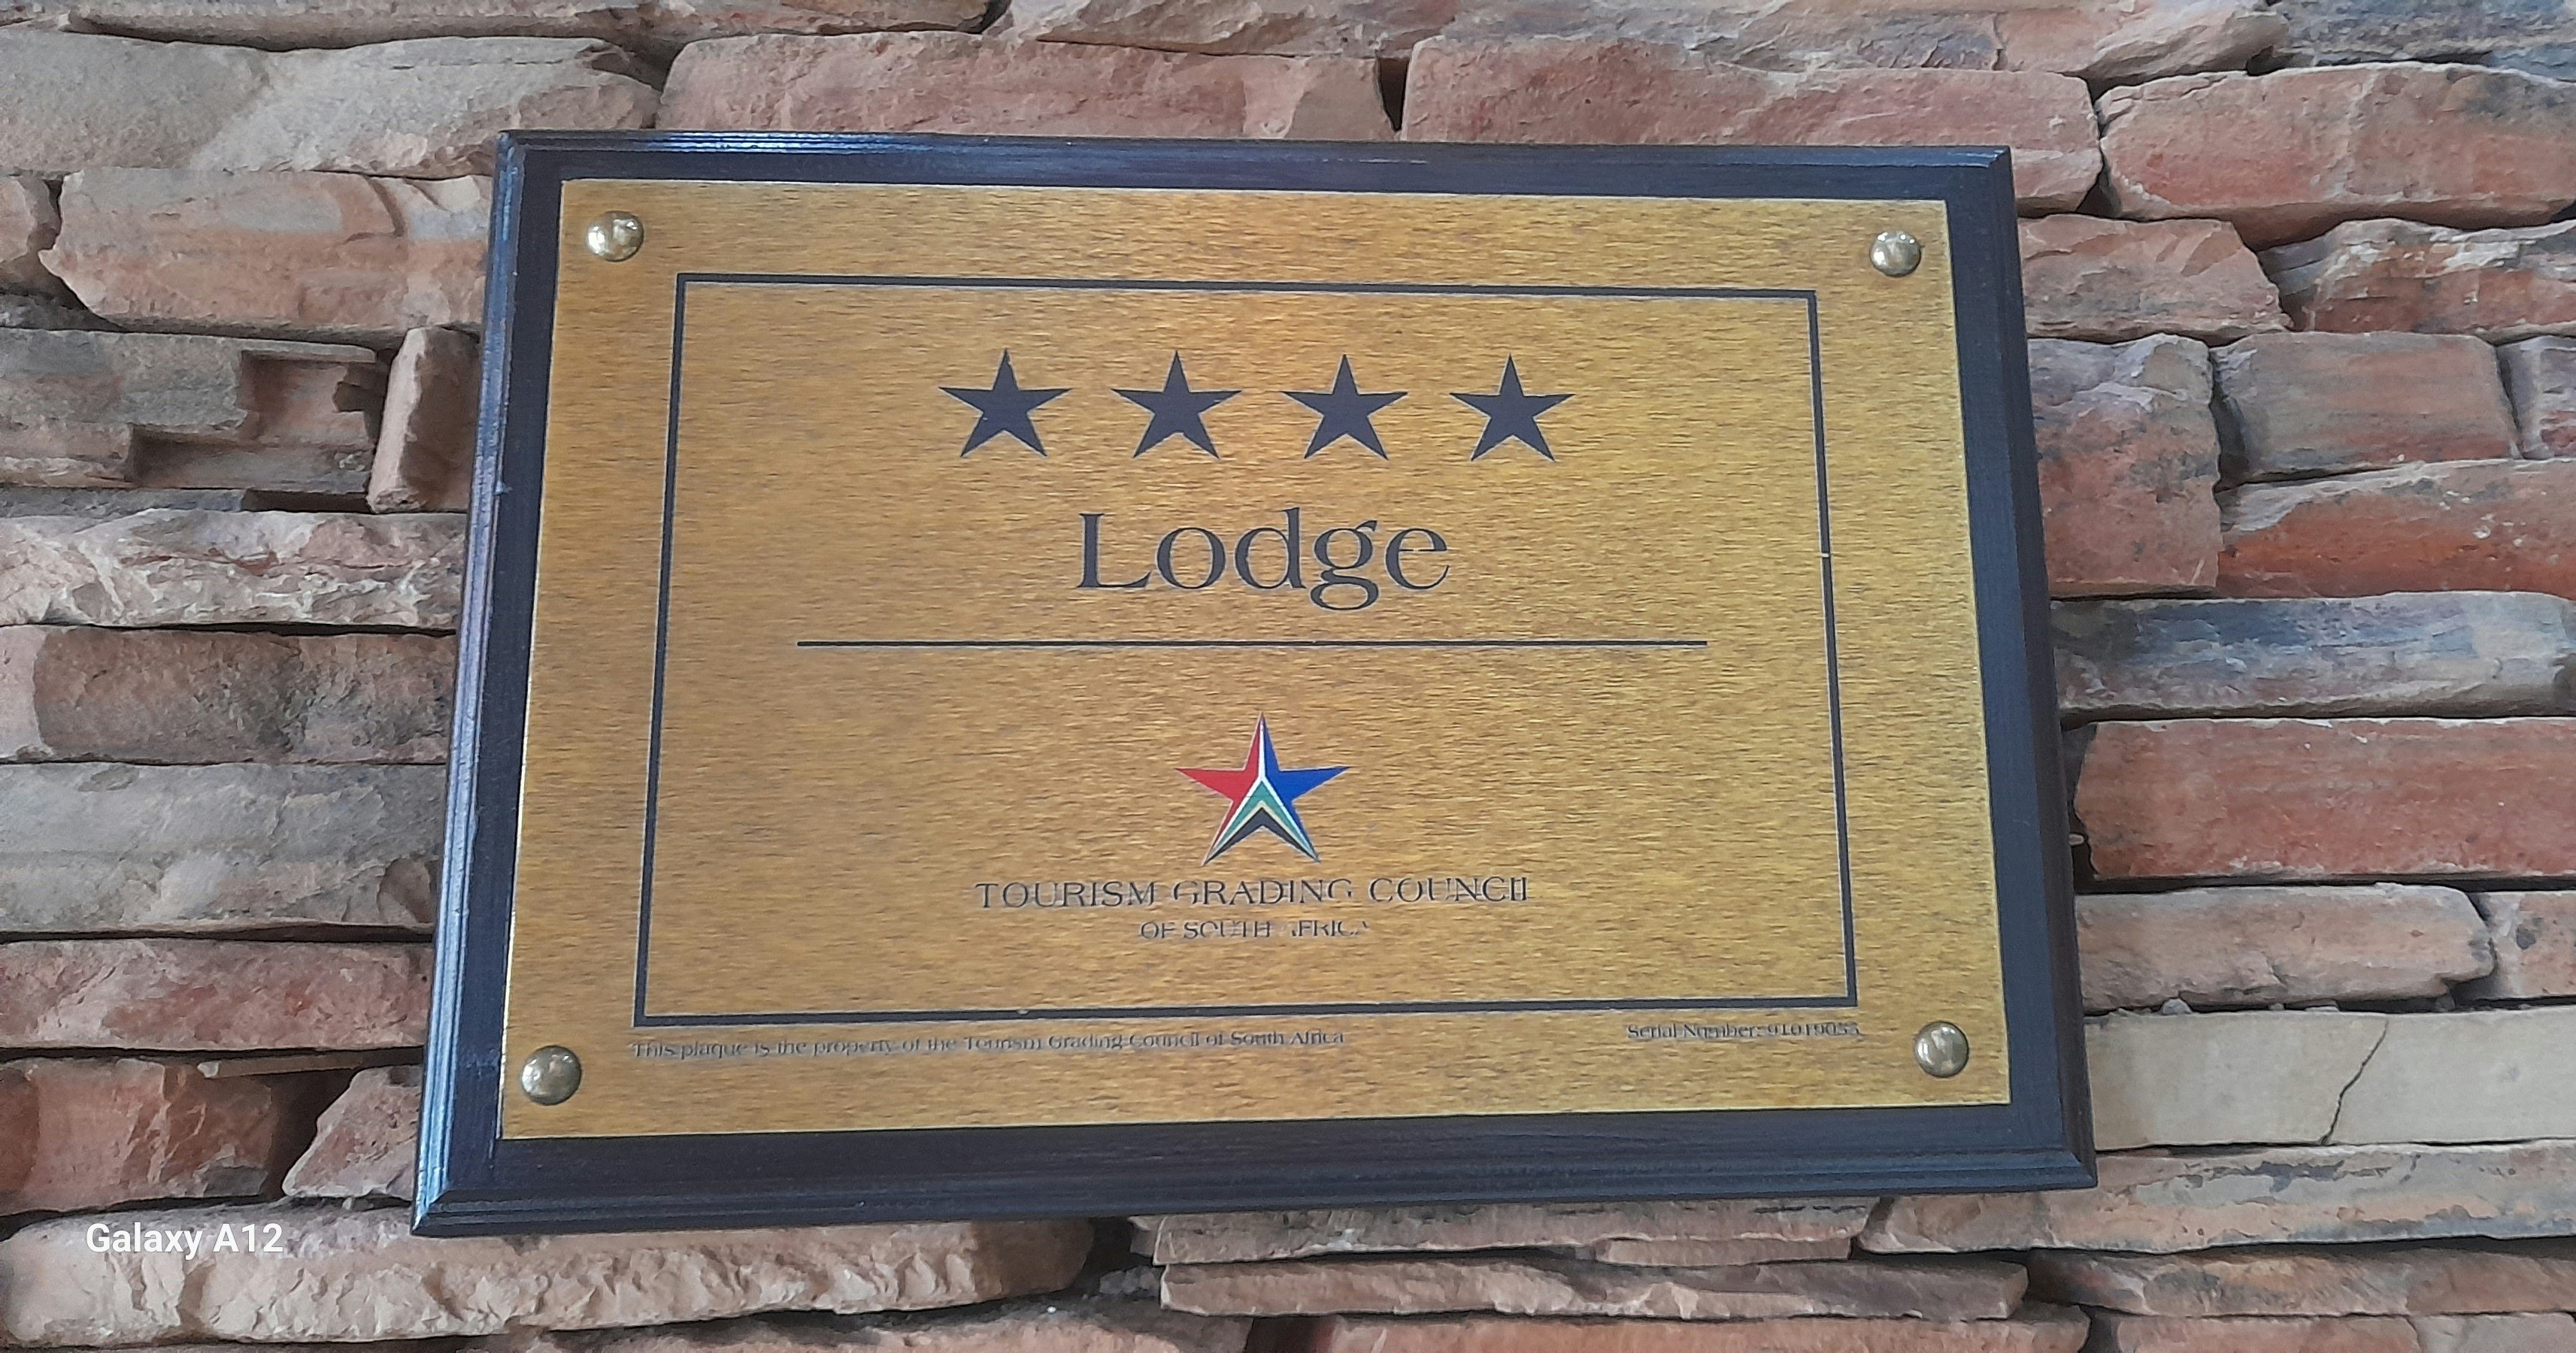 Lodge
TOURISM GRADING COUNCIL
OF SOUTH AFRICA
This plaque is the property of the Tourism Grading Council of South Africa
Serial Number:
Galaxy A12